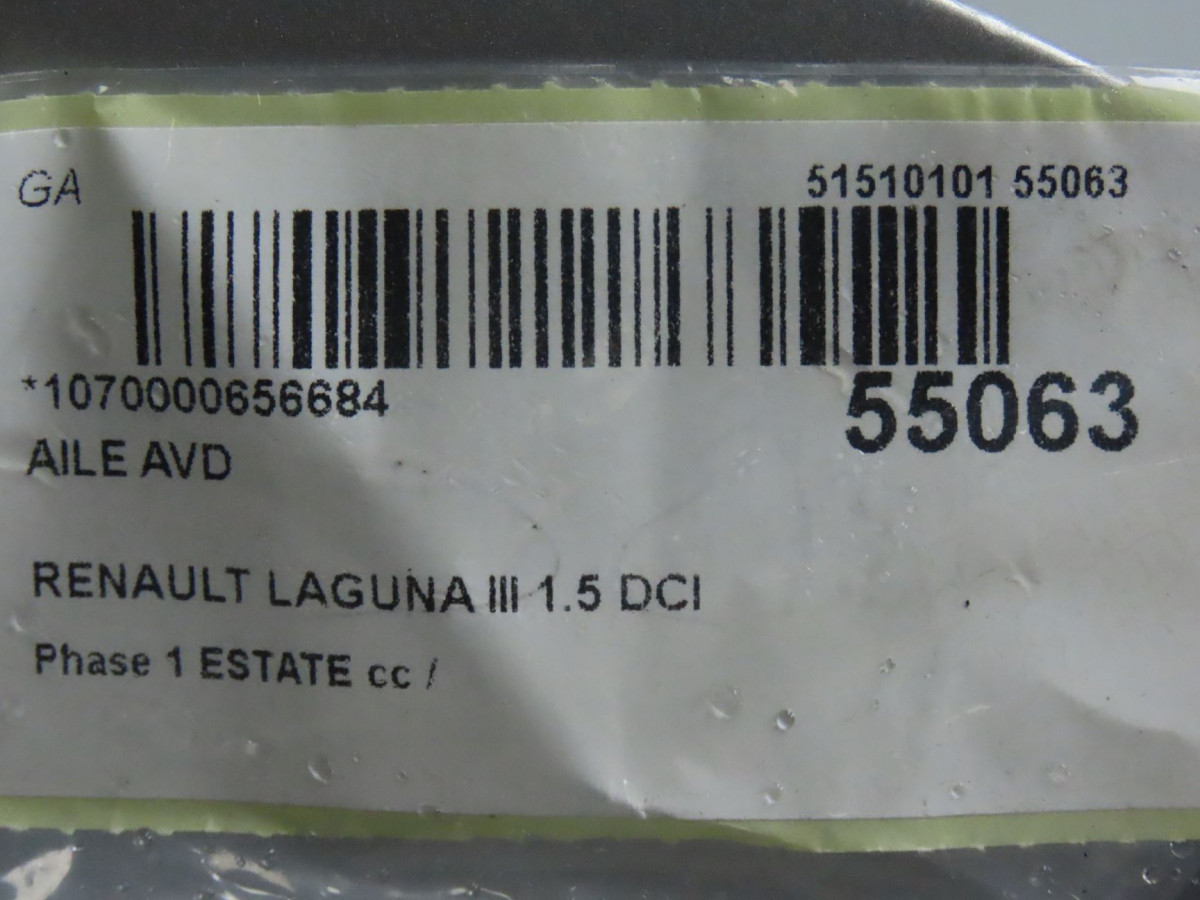 GA
51510101 55063
*1070000656684
55063
AILE AVD
RENAULT LAGUNA III 1.5 DCI
Phase 1 ESTATE cc /